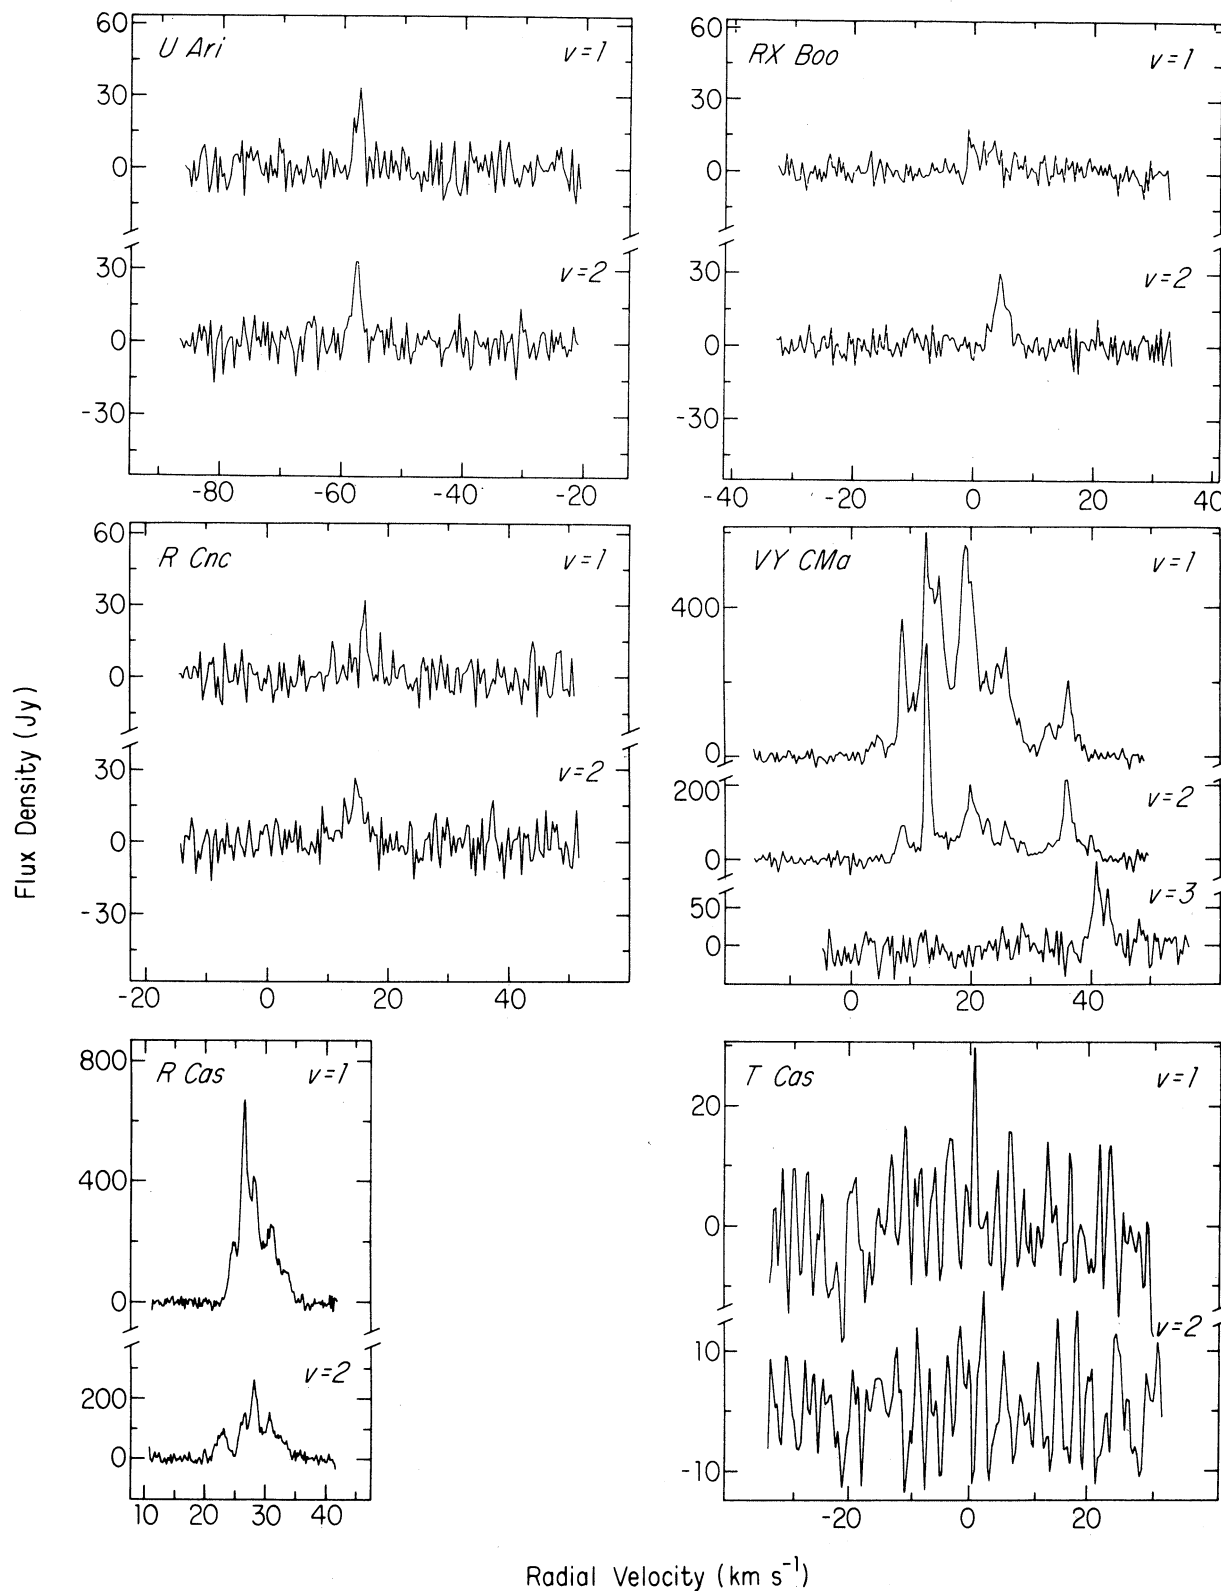 60
U Ari
v=1
30
0
30
v=2
0
-30
-80 -60 -40 -20
60
RX Boo
v=1
30
0
30
v=2
0
-30
-40 -20 0 20 40
60
R Cnc
v=1
30
0
30
v=2
0
-30
-20 0 20 40
VY CMa
v=1
400
0
200
v=2
0
v=3
50
0
0 20 40
800
R Cas
v=1
400
0
v=2
200
0
10 20 30 40
T Cas
v=1
20
0
v=2
10
-10
-20 0 20
Flux Density (Jy)
Radial Velocity (km s⁻¹)